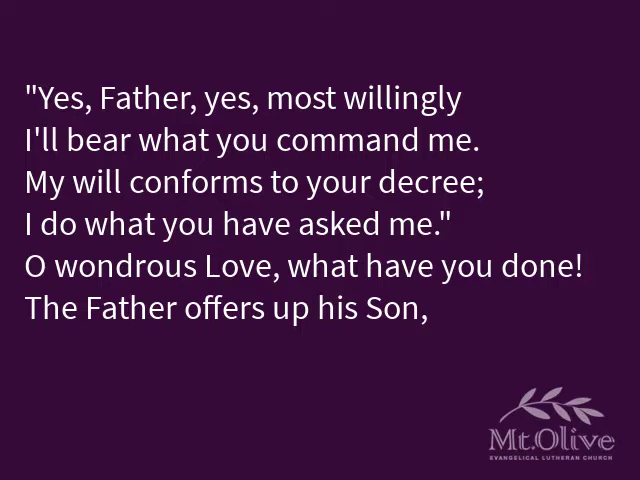 "Yes, Father, yes, most willingly
I'll bear what you command me.
My will conforms to your decree;
I do what you have asked me."
O wondrous Love, what have you done!
The Father offers up his Son,
Mt.Olive
EVANGELICAL LUTHERAN CHURCH